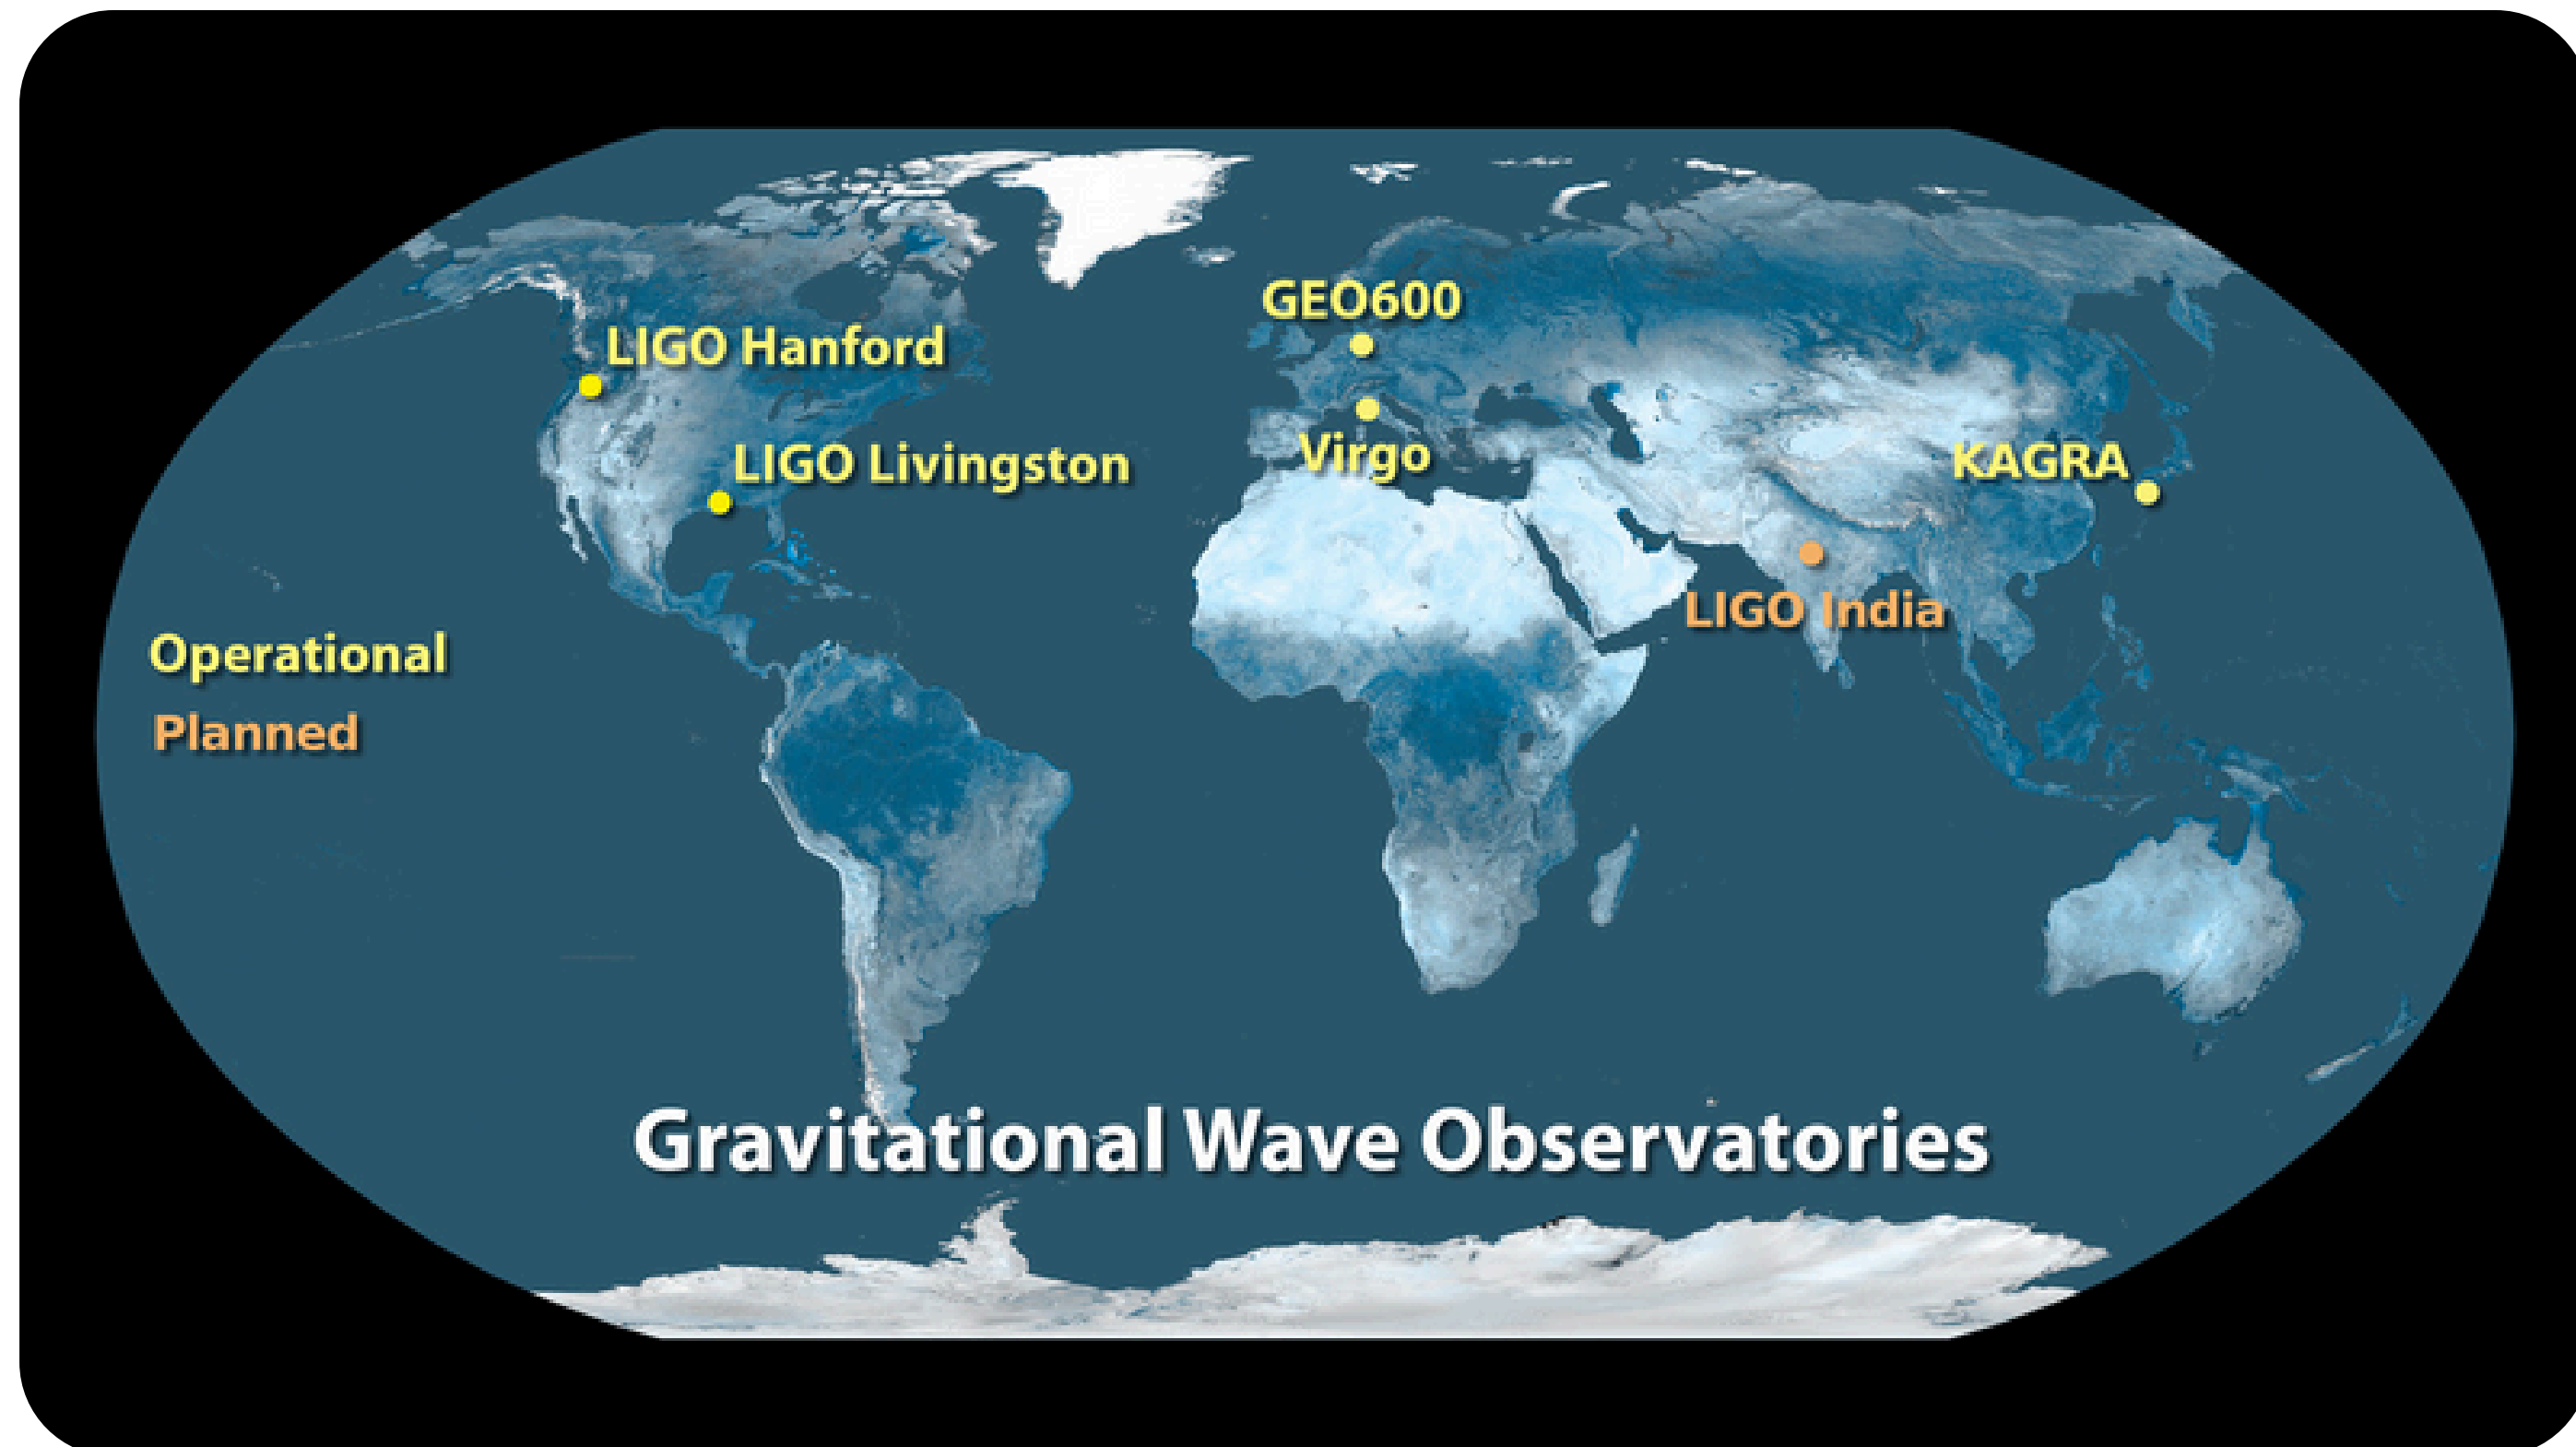 GEO600
LIGO Hanford
LIGO Livingston
Virgo
KAGRA
LIGO India
Operational
Planned
Gravitational Wave Observatories